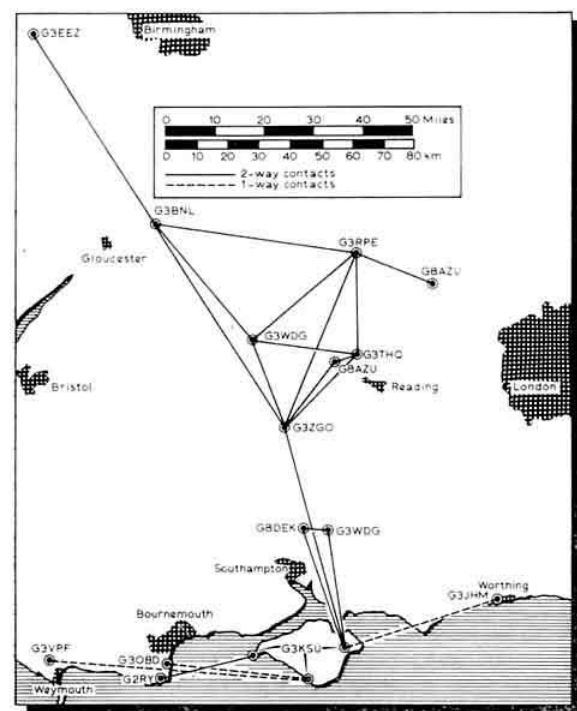 G3EEZ
Birmingham
0 10 20 30 40 50 Miles
0 10 20 30 40 50 60 70 80 km
2-way contacts
1-way contacts
G3BNL
Gloucester
G3RPE
G8AZU
G3WDG
G3THQ
G8AZU
Bristol
Reading
London
G3ZGO
G8DEK
G3WDG
Southampton
Worthing
G3JHM
Bournemouth
G3KSU
G3VPF
G3OBD
G2RY
Weymouth